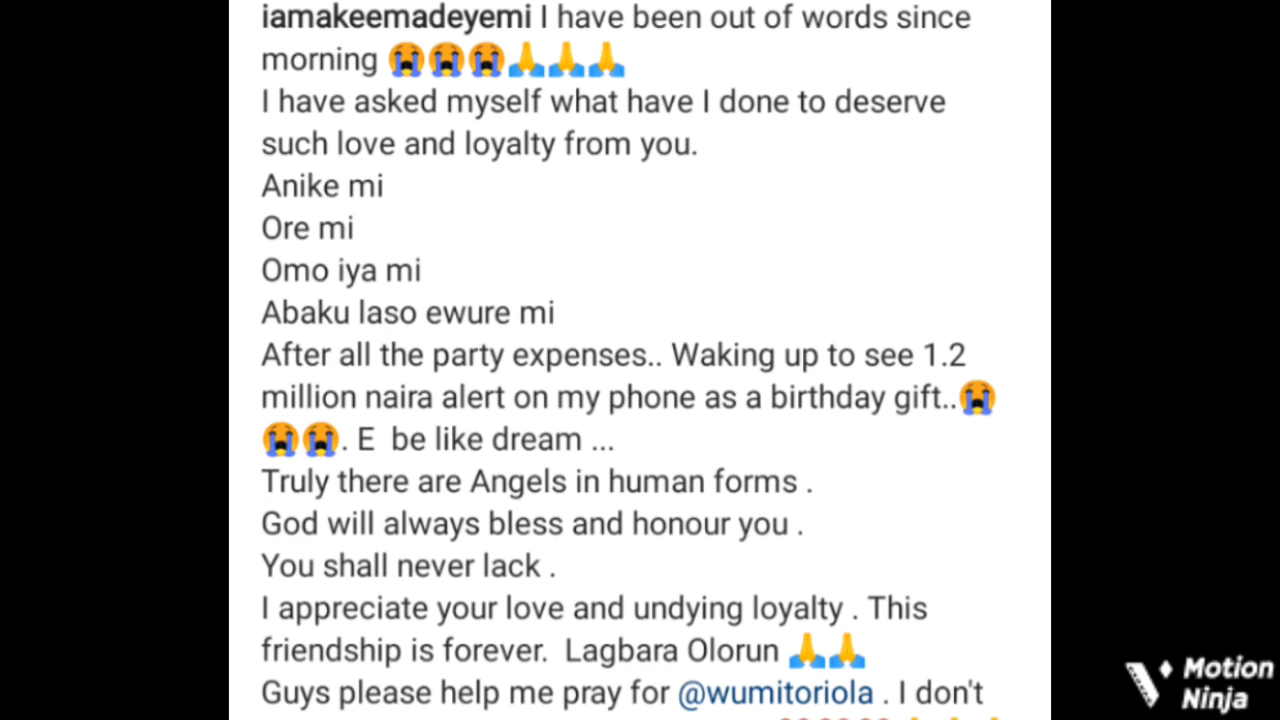 iamakeemadeyemi I have been out of words since
morning 😭😭😭🙏🙏🙏
I have asked myself what have I done to deserve
such love and loyalty from you.
Anike mi
Ore mi
Omo iya mi
Abaku laso ewure mi
After all the party expenses.. Waking up to see 1.2
million naira alert on my phone as a birthday gift..😭
😭😭. E  be like dream ...
Truly there are Angels in human forms .
God will always bless and honour you .
You shall never lack .
I appreciate your love and undying loyalty . This
friendship is forever.  Lagbara Olorun 🙏🙏
Guys please help me pray for @wumitoriola . I don't
Motion
Ninja